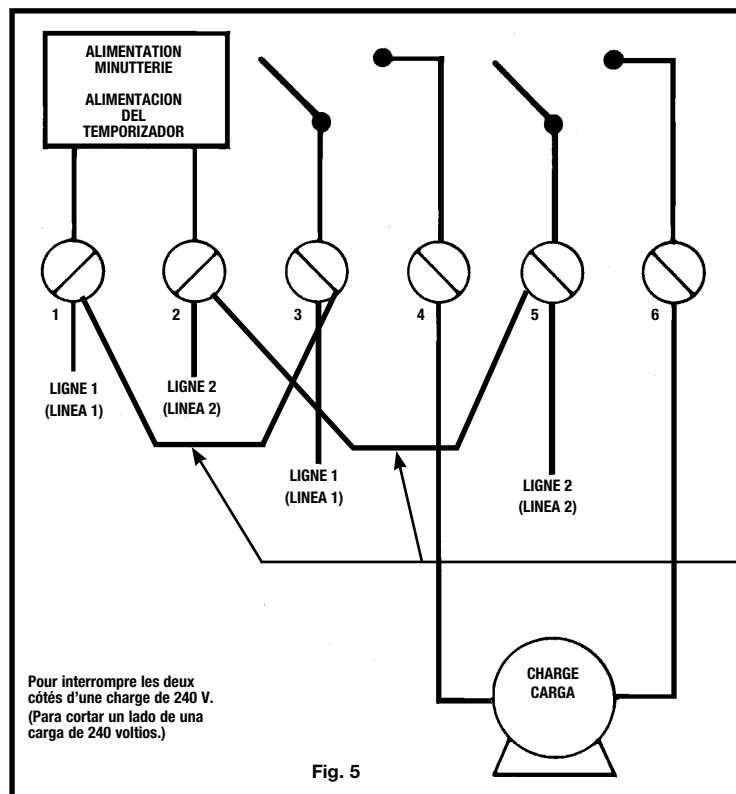 ALIMENTATION
MINUTTERIE
ALIMENTACION
DEL
TEMPORIZADOR
1
2
3
4
5
6
LIGNE 1
(LINEA 1)
LIGNE 2
(LINEA 2)
LIGNE 1
(LINEA 1)
LIGNE 2
(LINEA 2)
CHARGE
CARGA
Pour interrompre les deux
cótés d'une charge de 240 V.
(Para cortar un lado de una
carga de 240 voltios.)
Fig. 5